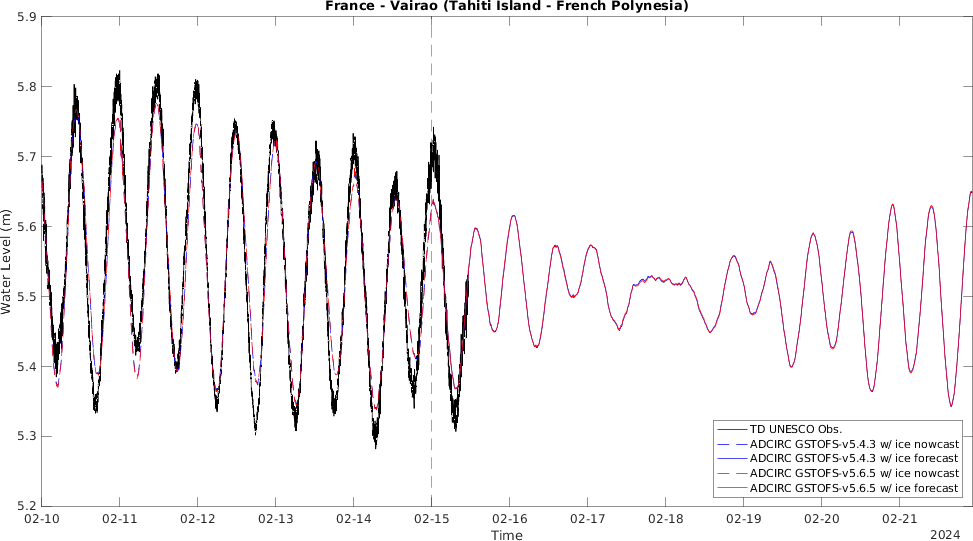 France - Vairao (Tahiti Island - French Polynesia)
5.9
5.8
5.7
5.6
5.5
5.4
5.3
5.2
Water Level (m)
TD UNESCO Obs.
ADCIRC GSTOFS-v5.4.3 w/ ice nowcast
ADCIRC GSTOFS-v5.4.3 w/ ice forecast
ADCIRC GSTOFS-v5.6.5 w/ ice nowcast
ADCIRC GSTOFS-v5.6.5 w/ ice forecast
02-10 02-11 02-12 02-13 02-14 02-15 02-16 02-17 02-18 02-19 02-20 02-21
Time
2024